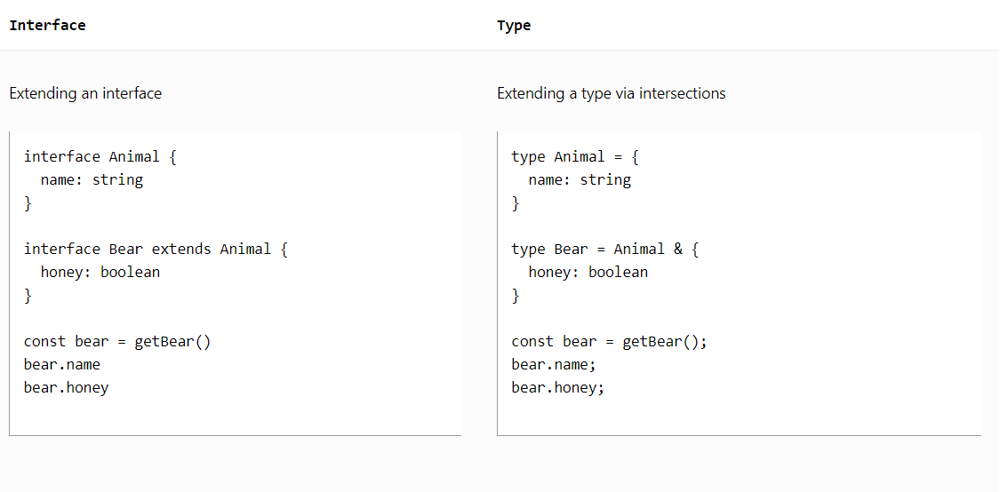 Interface
Type
Extending an interface
Extending a type via intersections
interface Animal {
  name: string
}

interface Bear extends Animal {
  honey: boolean
}

const bear = getBear()
bear.name
bear.honey
type Animal = {
  name: string
}

type Bear = Animal & {
  honey: boolean
}

const bear = getBear();
bear.name;
bear.honey;